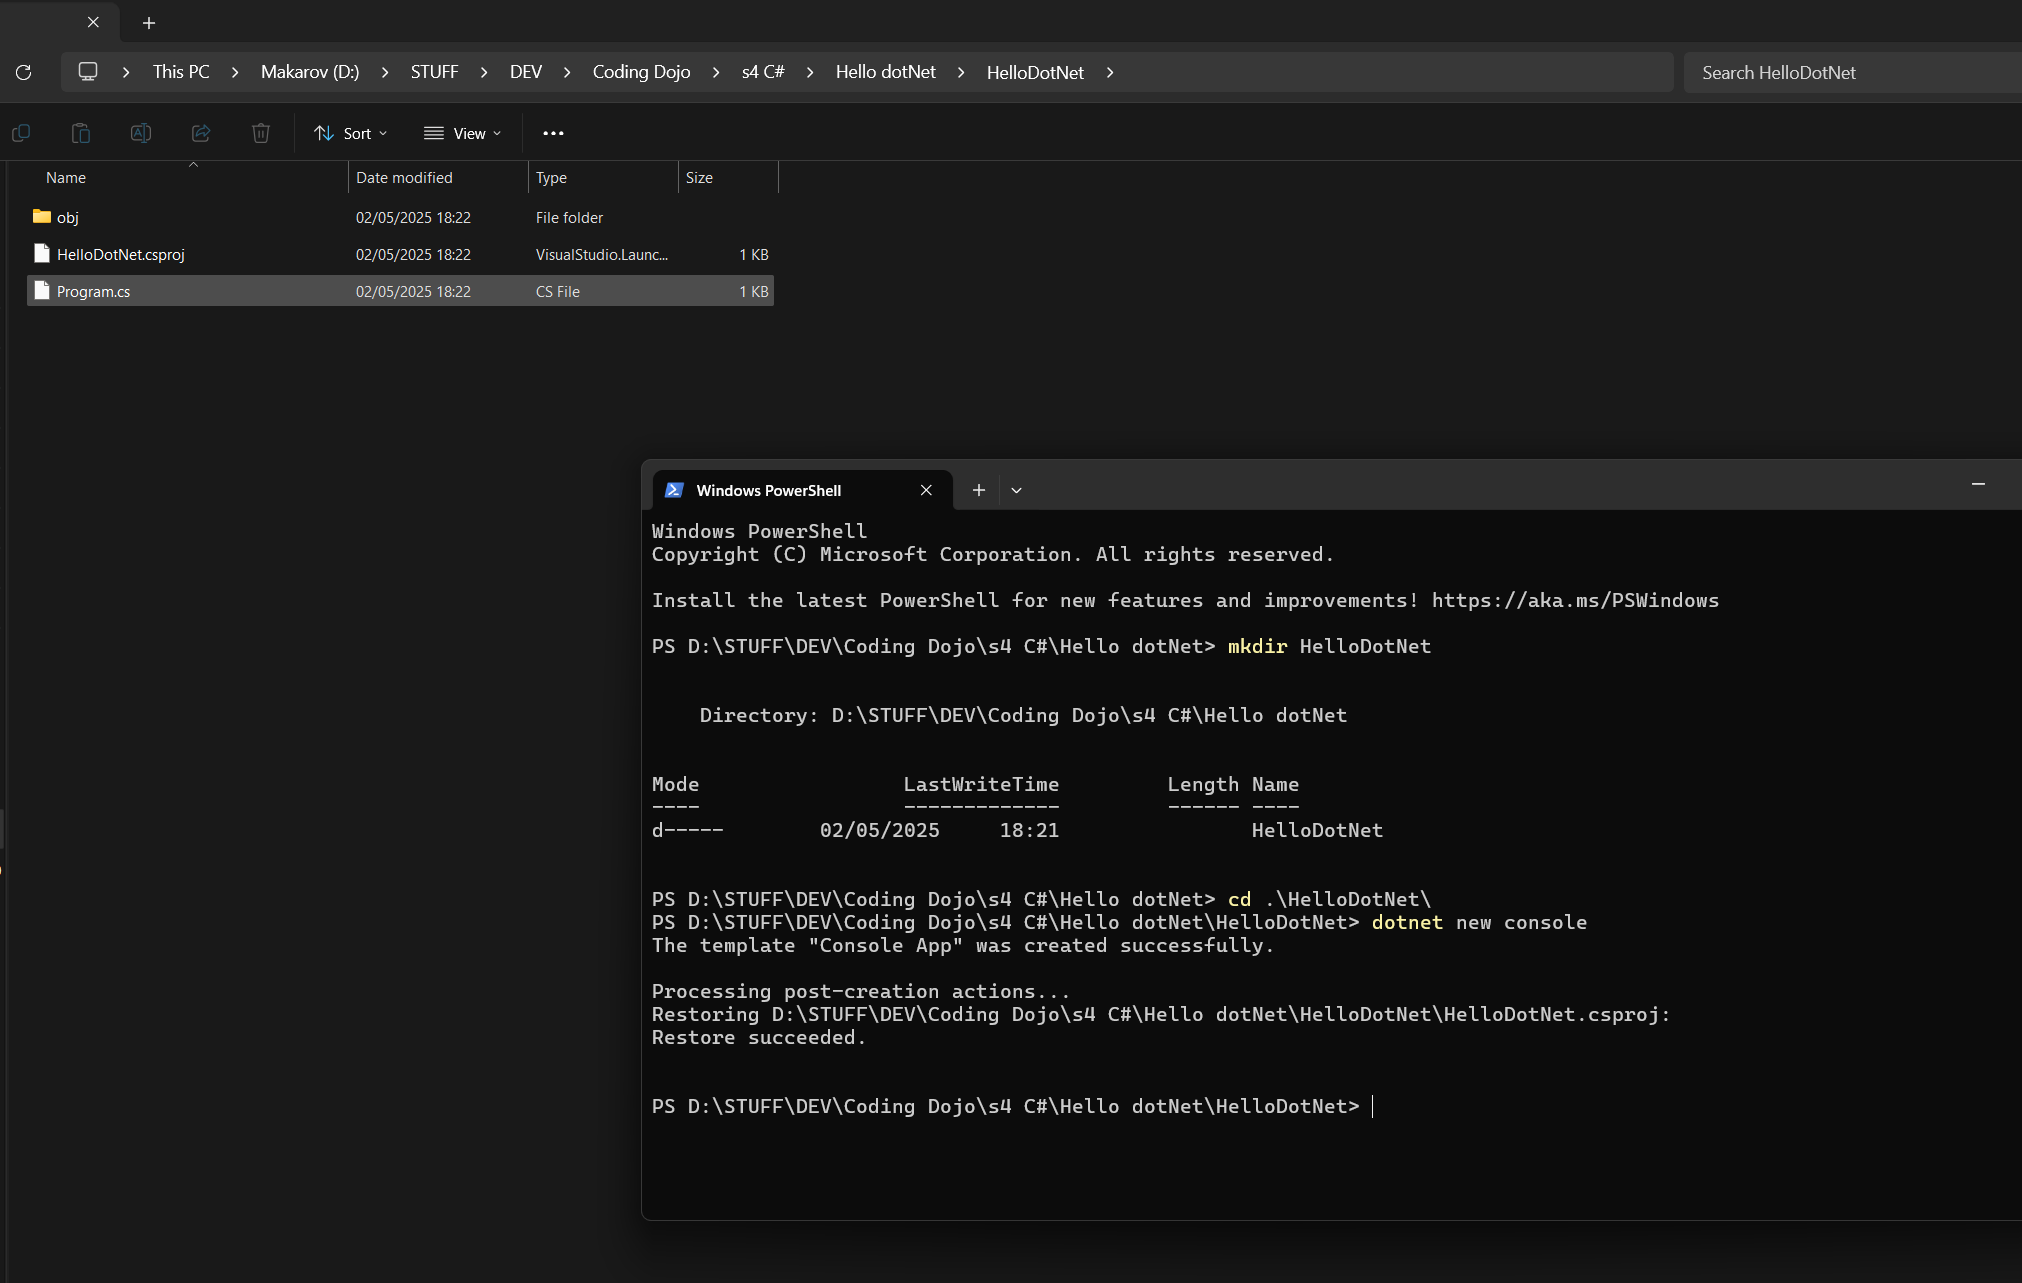 This PC > Makarov (D:) > STUFF > DEV > Coding Dojo > s4 C# > Hello dotNet > HelloDotNet >
Search HelloDotNet
Sort
View
Name Date modified Type Size
obj 02/05/2025 18:22 File folder
HelloDotNet.csproj 02/05/2025 18:22 VisualStudio.Launc... 1 KB
Program.cs 02/05/2025 18:22 CS File 1 KB
Windows PowerShell
Windows PowerShell
Copyright (C) Microsoft Corporation. All rights reserved.
Install the latest PowerShell for new features and improvements! https://aka.ms/PSWindows
PS D:\STUFF\DEV\Coding Dojo\s4 C#\Hello dotNet> mkdir HelloDotNet
Directory: D:\STUFF\DEV\Coding Dojo\s4 C#\Hello dotNet
Mode LastWriteTime Length Name
---- ------------- ------ ----
d----- 02/05/2025 18:21 HelloDotNet
PS D:\STUFF\DEV\Coding Dojo\s4 C#\Hello dotNet> cd .\HelloDotNet\
PS D:\STUFF\DEV\Coding Dojo\s4 C#\Hello dotNet\HelloDotNet> dotnet new console
The template "Console App" was created successfully.
Processing post-creation actions...
Restoring D:\STUFF\DEV\Coding Dojo\s4 C#\Hello dotNet\HelloDotNet\HelloDotNet.csproj:
Restore succeeded.
PS D:\STUFF\DEV\Coding Dojo\s4 C#\Hello dotNet\HelloDotNet>